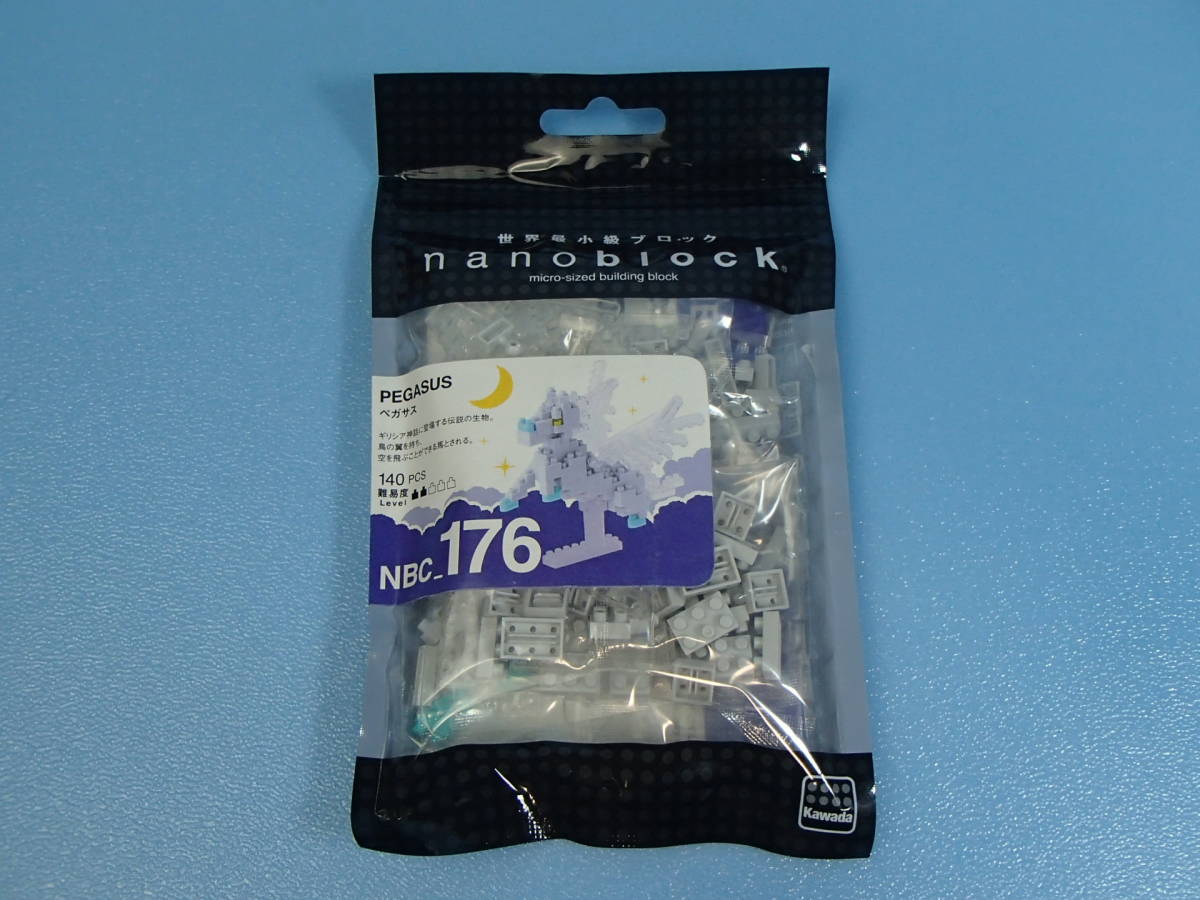 世界最小級ブロック
nanoblock®
micro-sized building block
PEGASUS
ペガサス
ギリシア神話に登場する伝説の生物。
鳥の翼を持ち、
空を飛ぶことができる馬とされる。
140 PCS
難易度
Level
NBC_176
Kawada